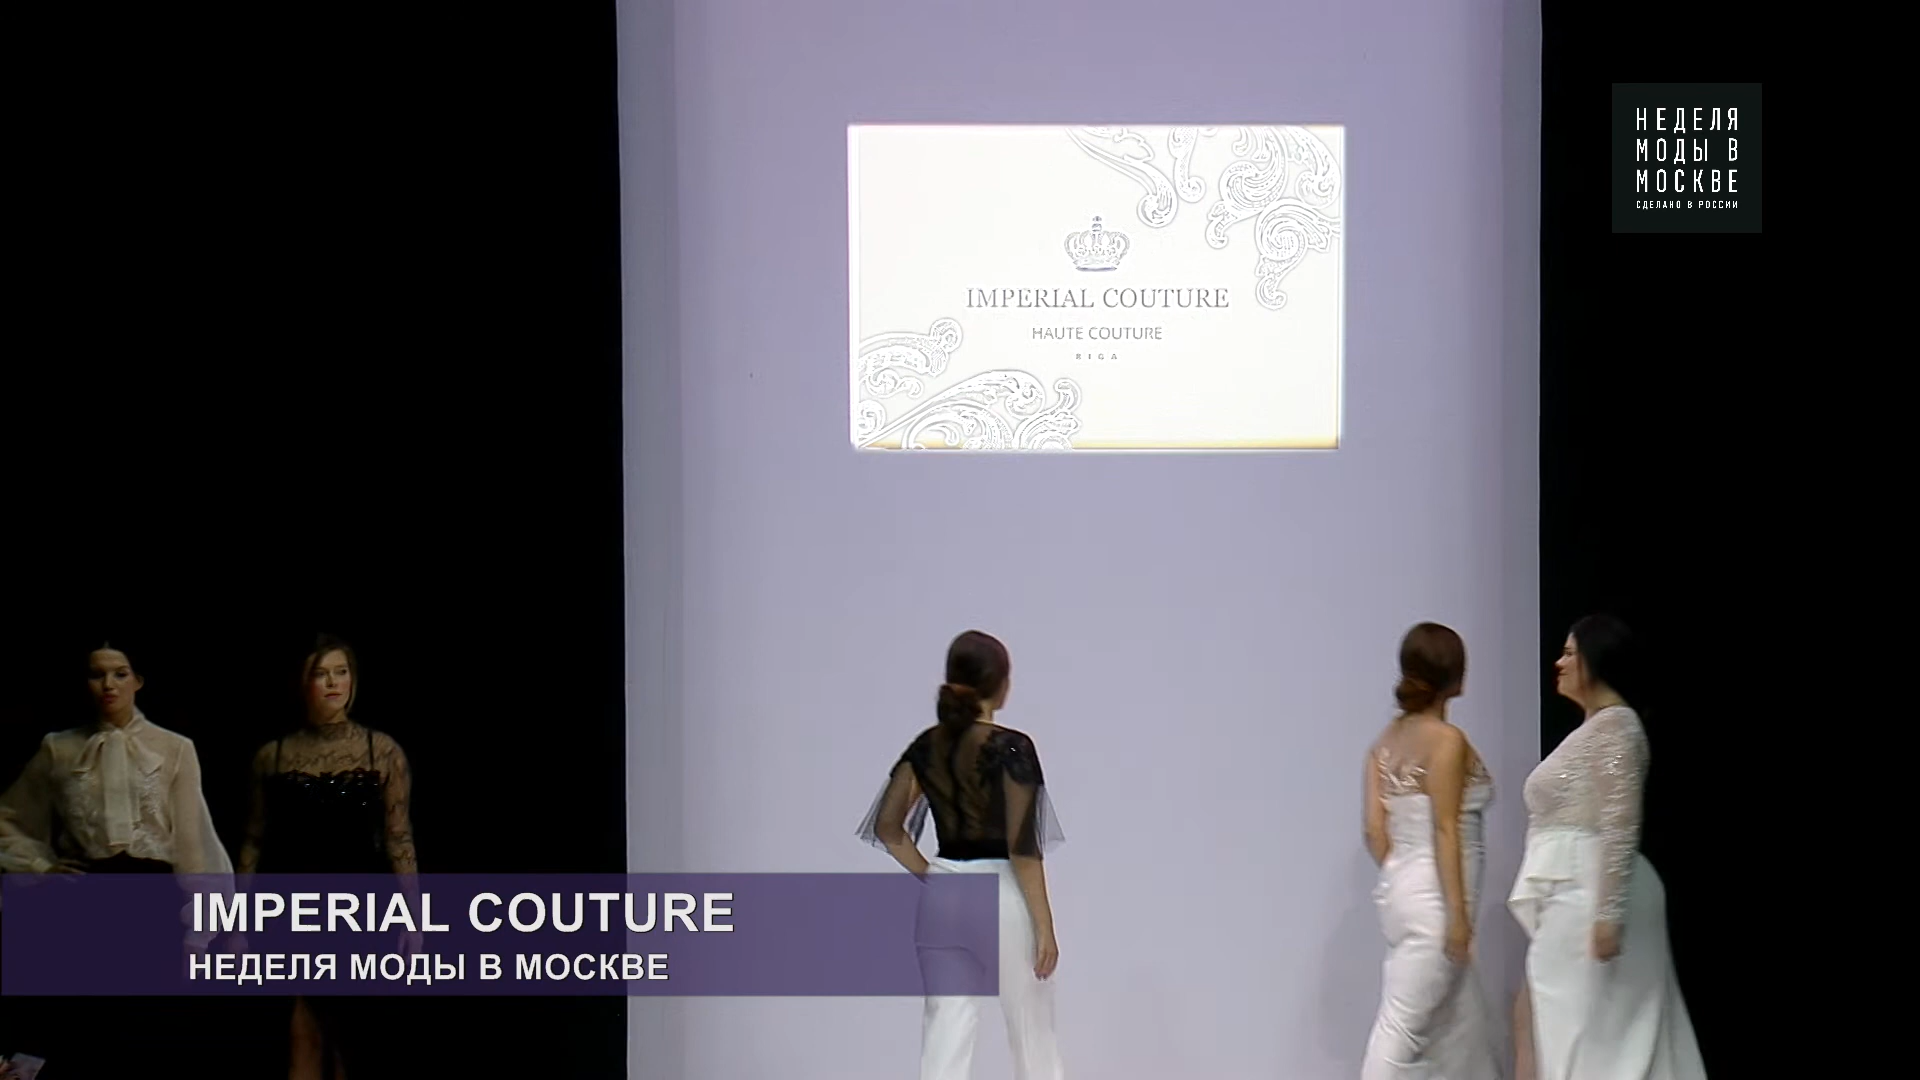 НЕДЕЛЯ
МОДЫ В
МОСКВЕ
СДЕЛАНО В РОССИИ
IMPERIAL COUTURE
HAUTE COUTURE
RIGA
IMPERIAL COUTURE
НЕДЕЛЯ МОДЫ В МОСКВЕ